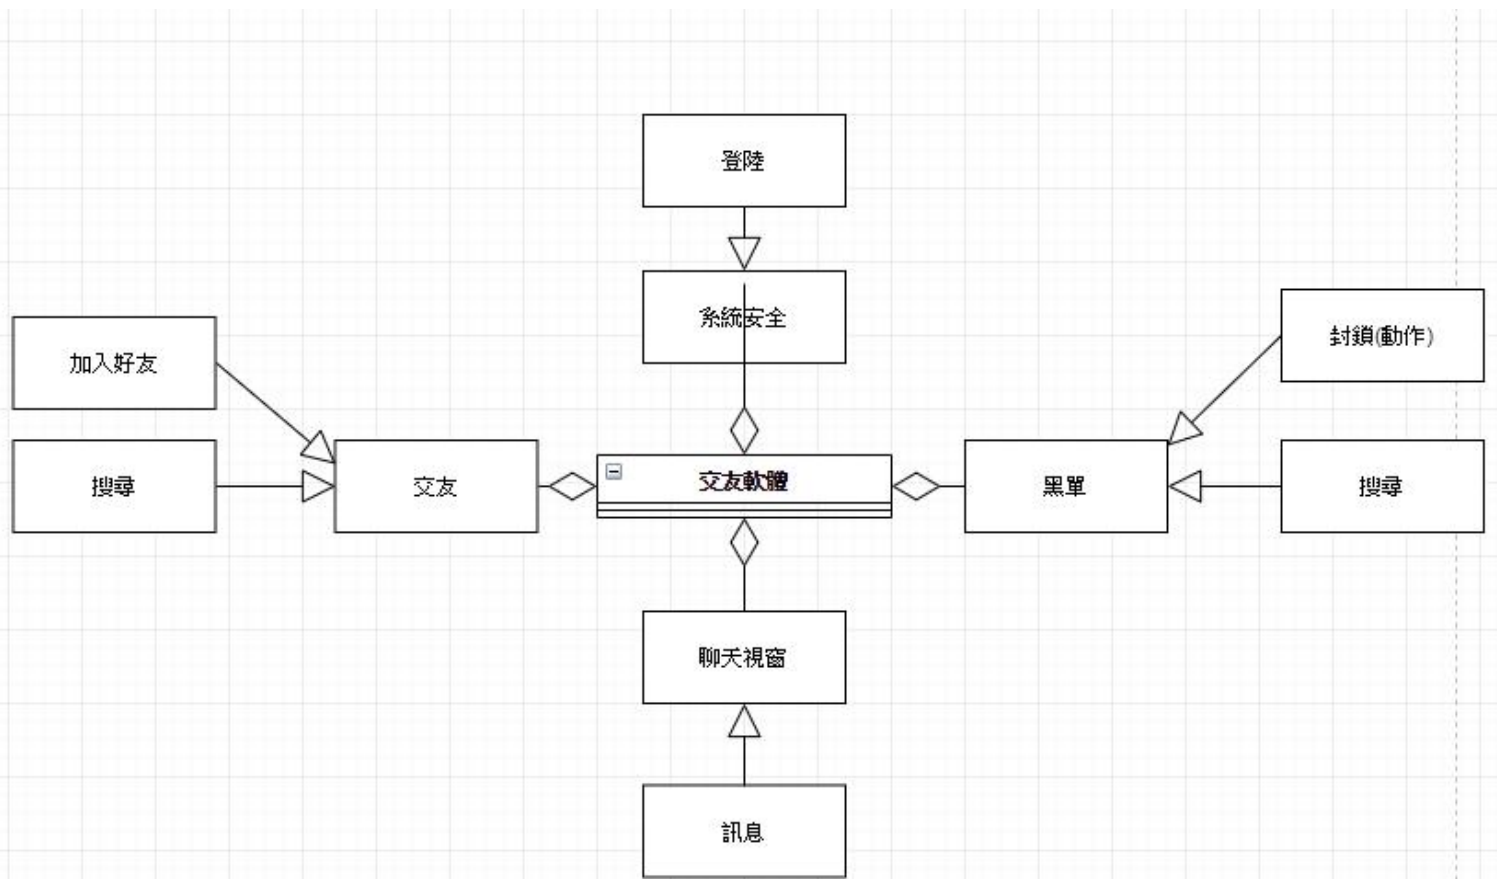 登陸
系統安全
加入好友
封鎖(動作)
搜尋
交友
交友軟體
黑單
搜尋
聊天視窗
訊息